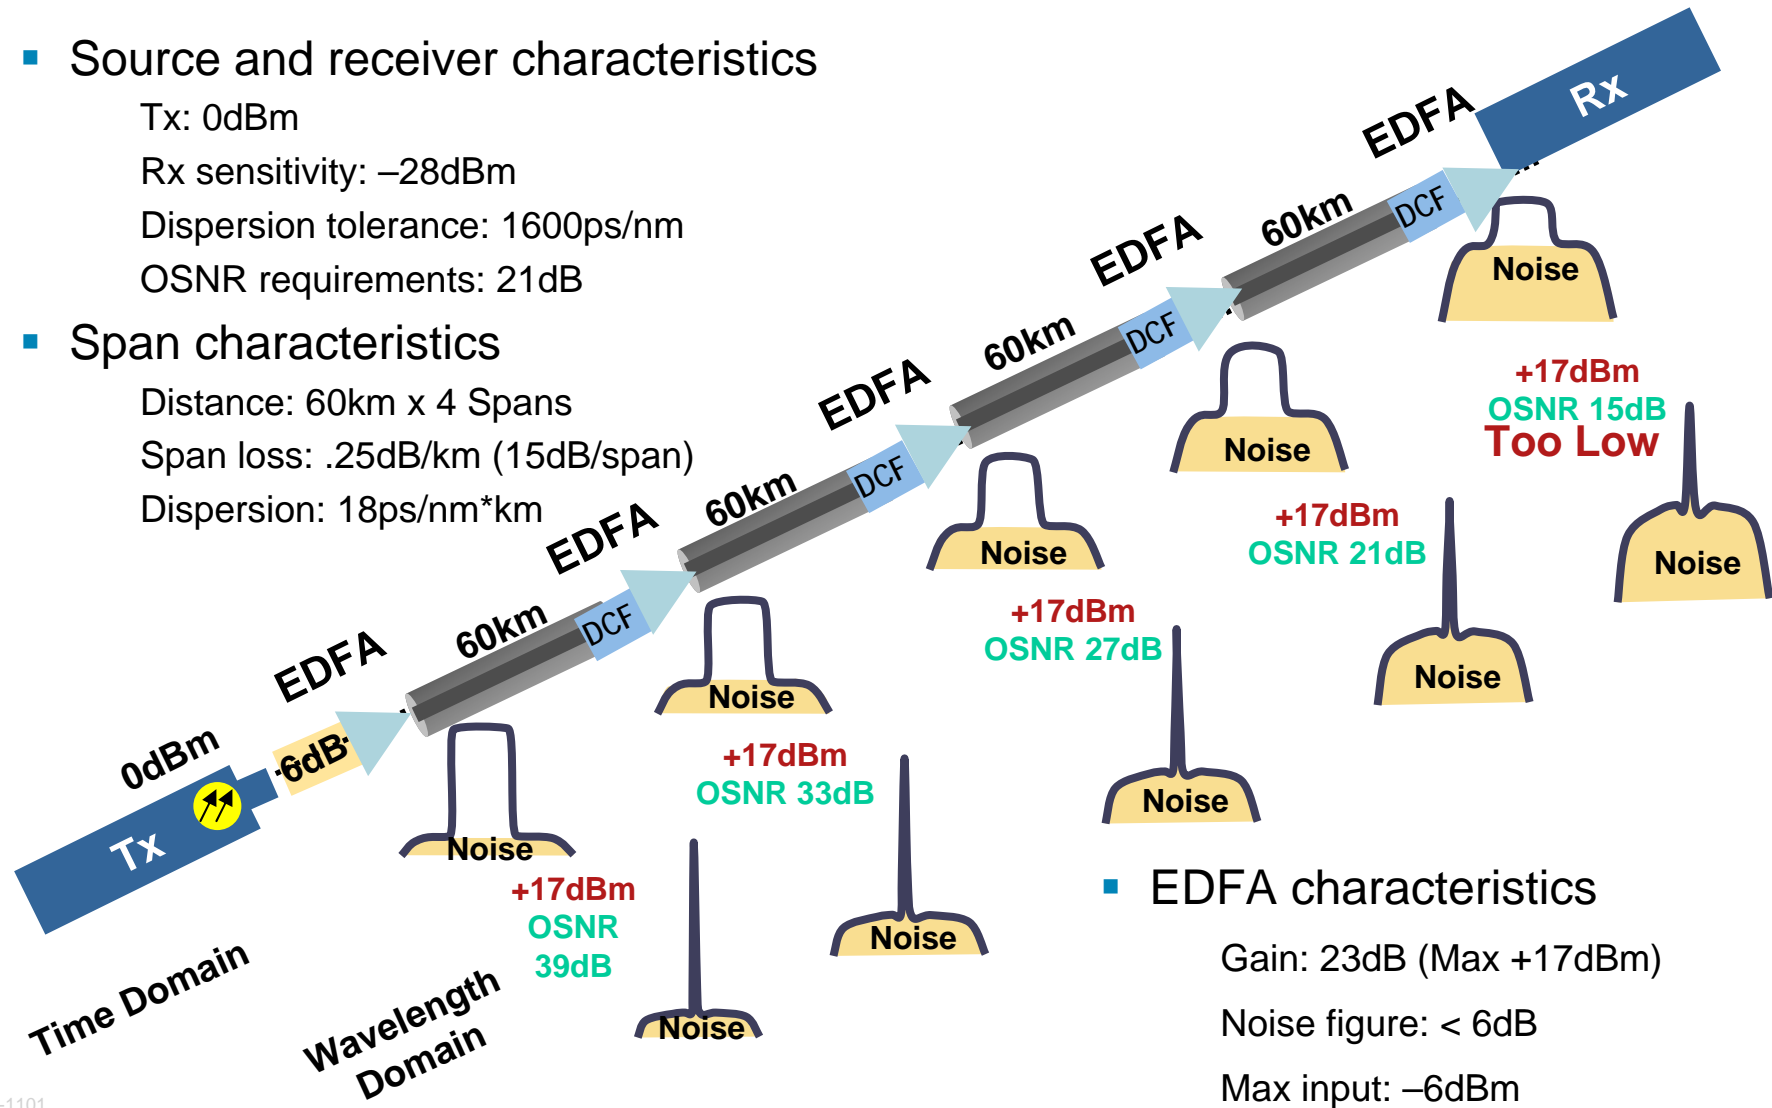 Source and receiver characteristics
Tx: 0dBm
Rx sensitivity: –28dBm
Dispersion tolerance: 1600ps/nm
OSNR requirements: 21dB
Span characteristics
Distance: 60km x 4 Spans
Span loss: .25dB/km (15dB/span)
Dispersion: 18ps/nm*km
Tx
0dBm
6dB
EDFA
60km
DCF
EDFA
60km
DCF
EDFA
60km
DCF
EDFA
60km
DCF
EDFA
Rx
Noise
+17dBm
OSNR
39dB
Noise
Noise
+17dBm
OSNR 33dB
Noise
Noise
+17dBm
OSNR 27dB
Noise
Noise
+17dBm
OSNR 21dB
Noise
Noise
+17dBm
OSNR 15dB
Too Low
Noise
Time Domain
Wavelength
Domain
EDFA characteristics
Gain: 23dB (Max +17dBm)
Noise figure: < 6dB
Max input: –6dBm
-1101